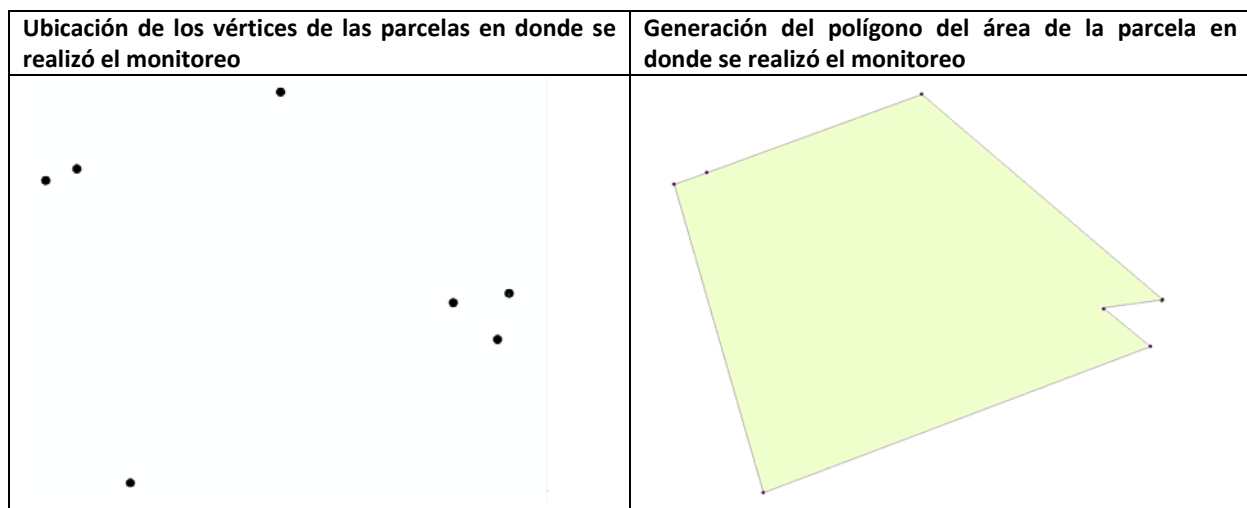 Ubicación de los vértices de las parcelas en donde se
realizó el monitoreo
Generación del polígono del área de la parcela en
donde se realizó el monitoreo